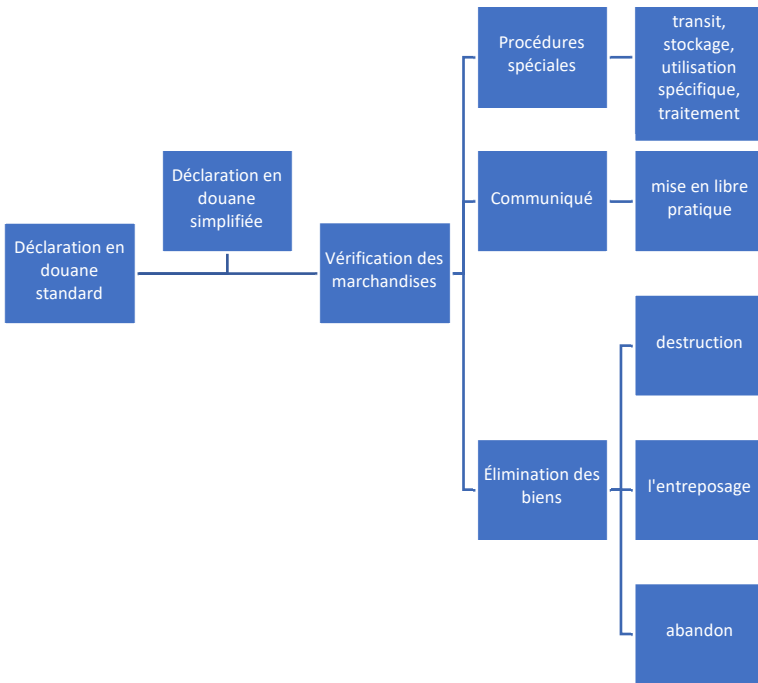 Déclaration en
douane
standard
Déclaration en
douane
simplifiée
Vérification des
marchandises
Procédures
spéciales
transit,
stockage,
utilisation
spécifique,
traitement
Communiqué
mise en libre
pratique
Élimination des
biens
destruction
l'entreposage
abandon